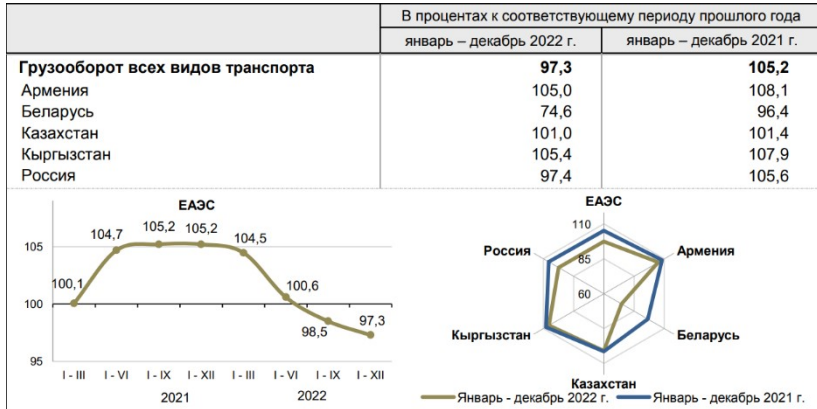 В процентах к соответствующему периоду прошлого года
январь – декабрь 2022 г. январь – декабрь 2021 г.
Грузооборот всех видов транспорта 97,3 105,2
Армения 105,0 108,1
Беларусь 74,6 96,4
Казахстан 101,0 101,4
Кыргызстан 105,4 107,9
Россия 97,4 105,6
ЕАЭС
105
100
95
100,1
104,7
105,2
105,2
104,5
100,6
98,5
97,3
I - III I - VI I - IX I - XII I - III I - VI I - IX I - XII
2021 2022
ЕАЭС
110
85
60
Армения
Беларусь
Казахстан
Кыргызстан
Россия
Январь - декабрь 2022 г. Январь - декабрь 2021 г.